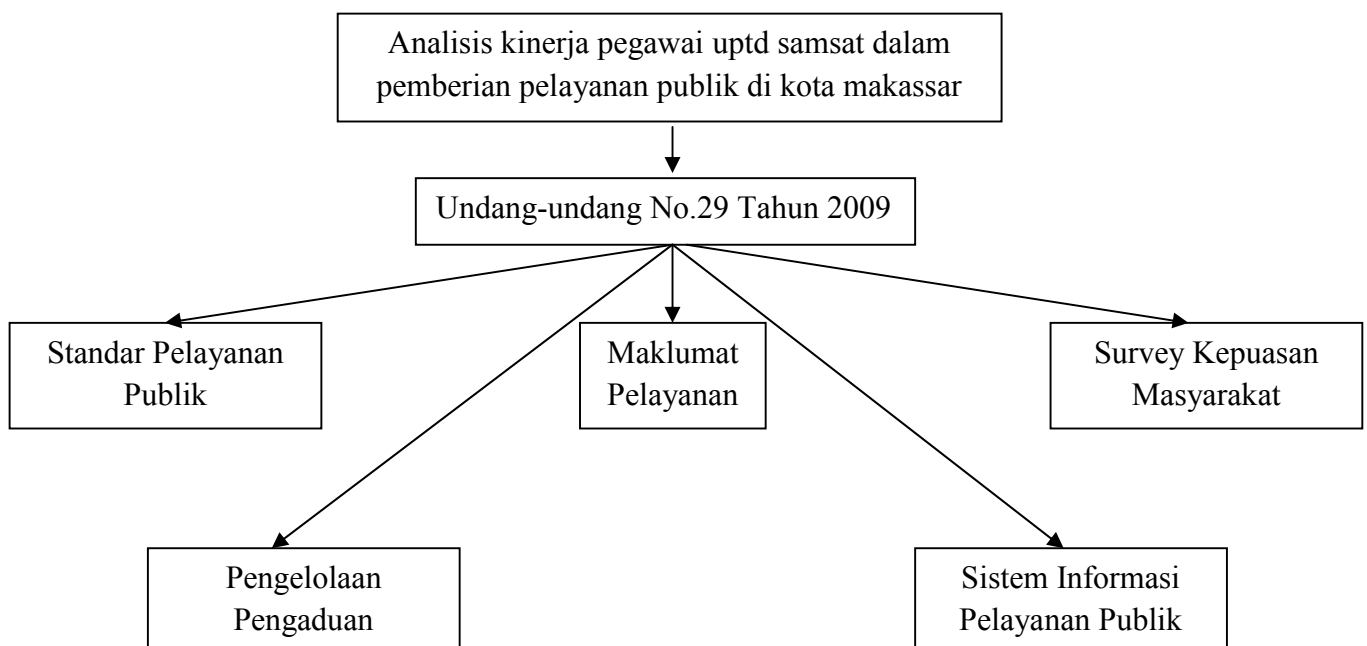 Analisis kinerja pegawai uptd samsat dalam
pemberian pelayanan publik di kota makassar
Undang-undang No.29 Tahun 2009
Standar Pelayanan
Publik
Maklumat
Pelayanan
Survey Kepuasan
Masyarakat
Pengelolaan
Pengaduan
Sistem Informasi
Pelayanan Publik